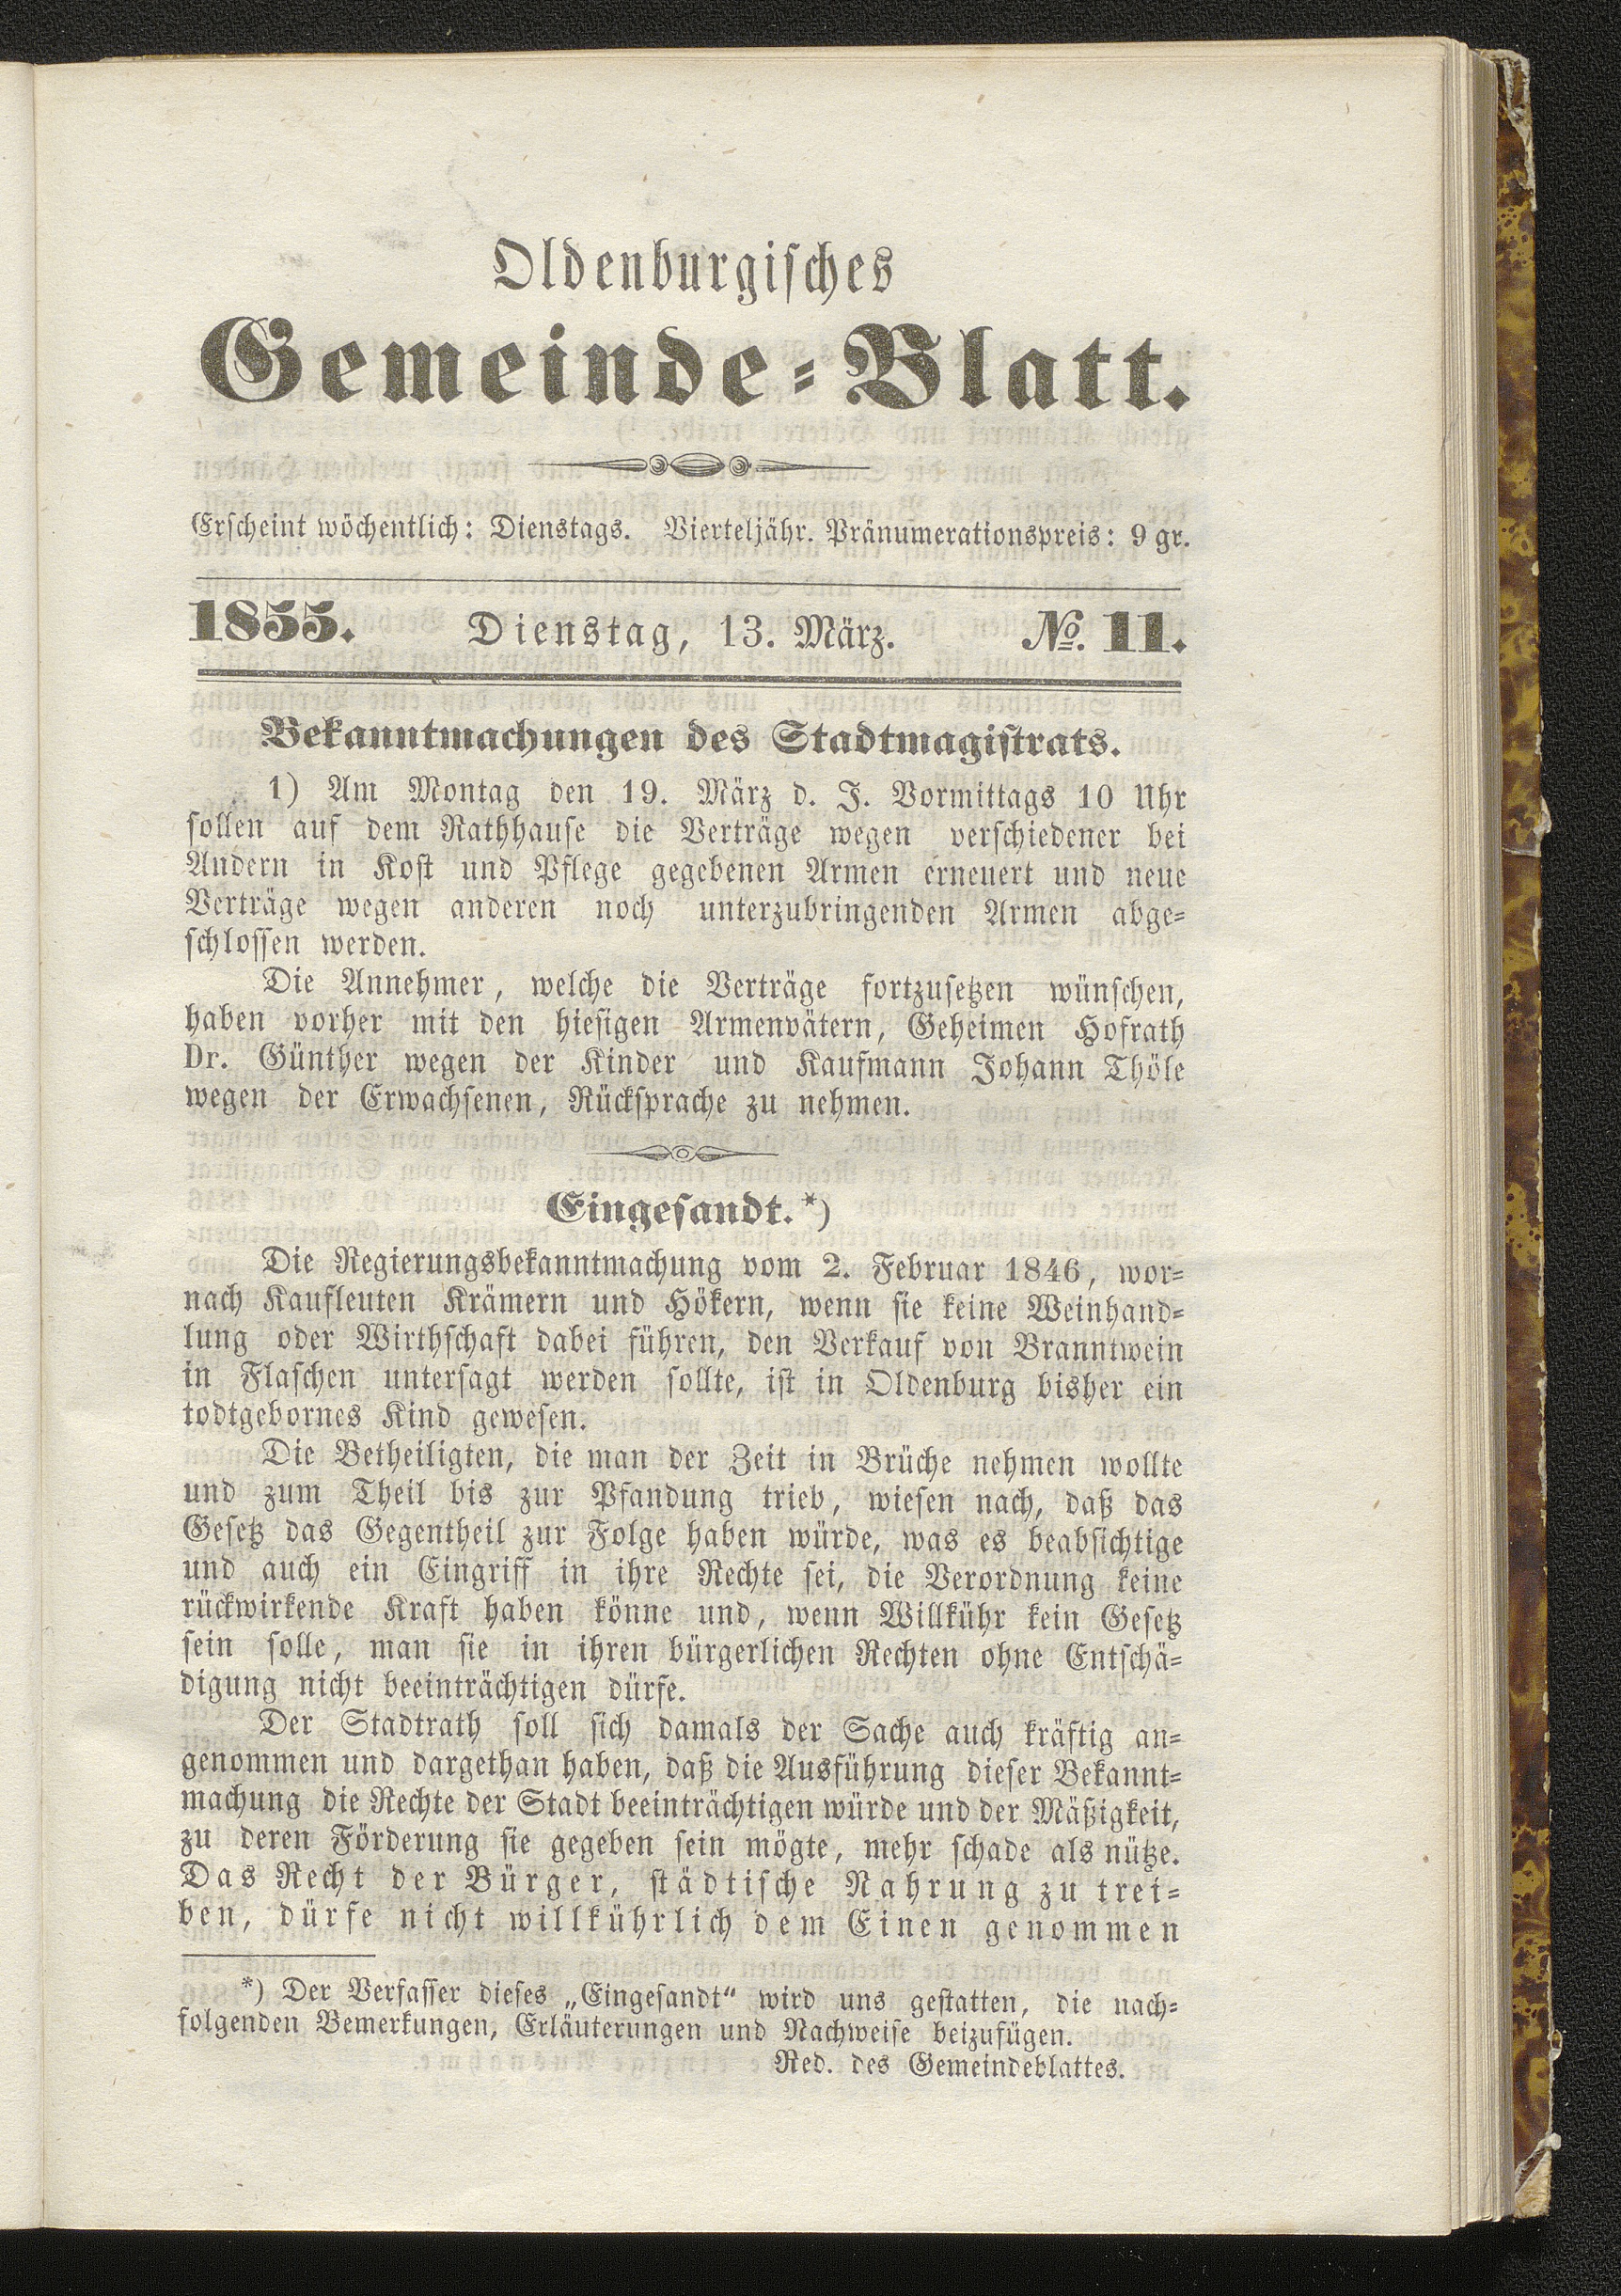 Oldenburgisches
Gemeinde-Blatt.
Erscheint wöchentlich: Dienstags. Vierteljähr. Pränumerationspreis: 9 gr.
1855. Dienstag, 13. März. No. 11.
Bekanntmachungen des Stadtmagistrats.
1) Am Montag den 19. März d. J. Vormittags 10 Uhr
sollen auf dem Rathhause die Verträge wegen verschiedener bei
Andern in Kost und Pflege gegebenen Armen erneuert und neue
Verträge wegen anderen noch unterzubringenden Armen abge-
schlossen werden.
Die Annehmer, welche die Verträge fortzusetzen wünschen,
haben vorher mit den hiesigen Armenvätern, Geheimen Hofrath
Dr. Günther wegen der Kinder und Kaufmann Johann Thöle
wegen der Erwachsenen, Rücksprache zu nehmen.
Eingesandt.*)
Die Regierungsbekanntmachung vom 2. Februar 1846, wor-
nach Kaufleuten Krämern und Hökern, wenn sie keine Weinhand-
lung oder Wirthschaft dabei führen, den Verkauf von Branntwein
in Flaschen untersagt werden sollte, ist in Oldenburg bisher ein
todtgebornes Kind gewesen.
Die Betheiligten, die man der Zeit in Brüche nehmen wollte
und zum Theil bis zur Pfandung trieb, wiesen nach, daß das
Gesetz das Gegentheil zur Folge haben würde, was es beabsichtige
und auch ein Eingriff in ihre Rechte sei, die Verordnung keine
rückwirkende Kraft haben könne und, wenn Willkühr kein Gesetz
sein solle, man sie in ihren bürgerlichen Rechten ohne Entschä-
digung nicht beeinträchtigen dürfe.
Der Stadtrath soll sich damals der Sache auch kräftig an-
genommen und dargethan haben, daß die Ausführung dieser Bekannt-
machung die Rechte der Stadt beeinträchtigen würde und der Mäßigkeit,
zu deren Förderung sie gegeben sein mögte, mehr schade als nütze.
Das Recht der Bürger, städtische Nahrung zu trei-
ben, dürfe nicht willkührlich dem Einen genommen
*) Der Verfasser dieses „Eingesandt“ wird uns gestatten, die nach-
folgenden Bemerkungen, Erläuterungen und Nachweise beizufügen.
Red. des Gemeindeblattes.